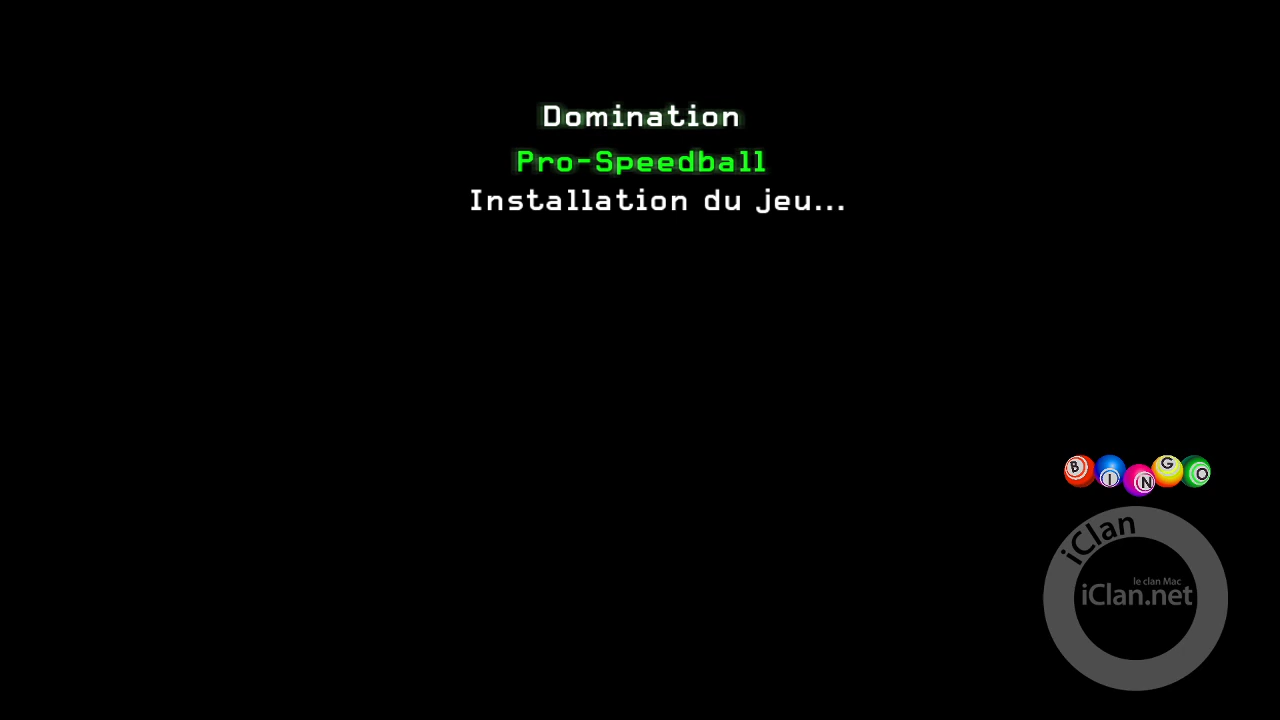 Domination
Pro-Speedball
Installation du jeu...
B I N G O
iClan
le clan Mac
iClan.net